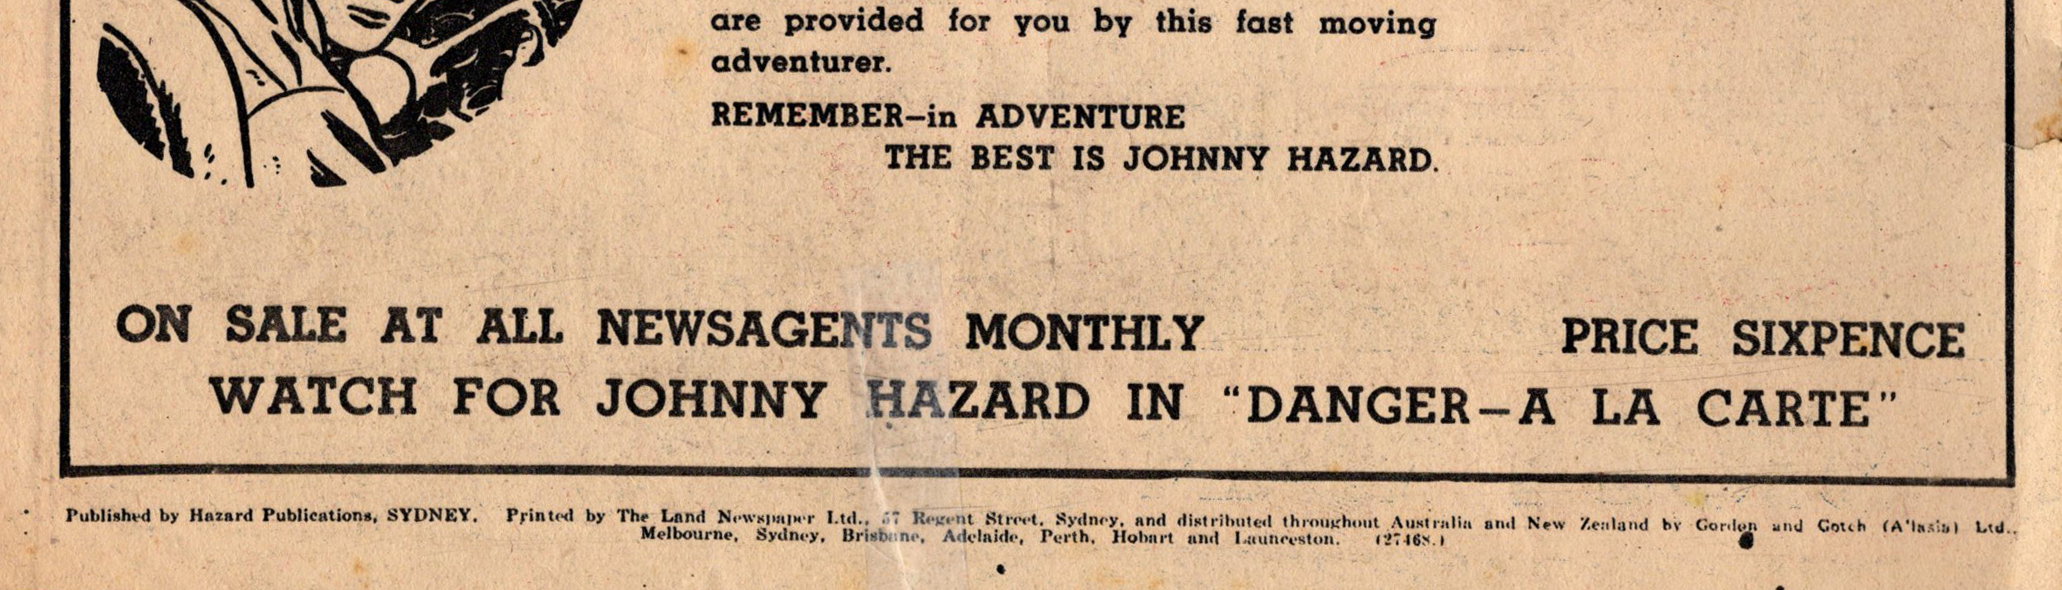 are provided for you by this fast moving
adventurer.
REMEMBER—in ADVENTURE
THE BEST IS JOHNNY HAZARD.
ON SALE AT ALL NEWSAGENTS MONTHLY PRICE SIXPENCE
WATCH FOR JOHNNY HAZARD IN "DANGER—A LA CARTE"
Published by Hazard Publications, SYDNEY. Printed by The Land Newspaper Ltd., 57 Regent Street, Sydney, and distributed throughout Australia and New Zealand by Gordon and Gotch (A'lasia) Ltd.,
Melbourne, Sydney, Brisbane, Adelaide, Perth, Hobart and Launceston. (2746S.)